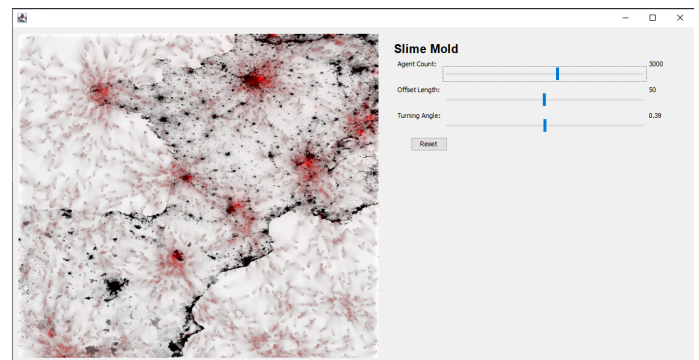 Slime Mold
Agent Count: 3000
Offset Length: 50
Turning Angle: 0.39
Reset